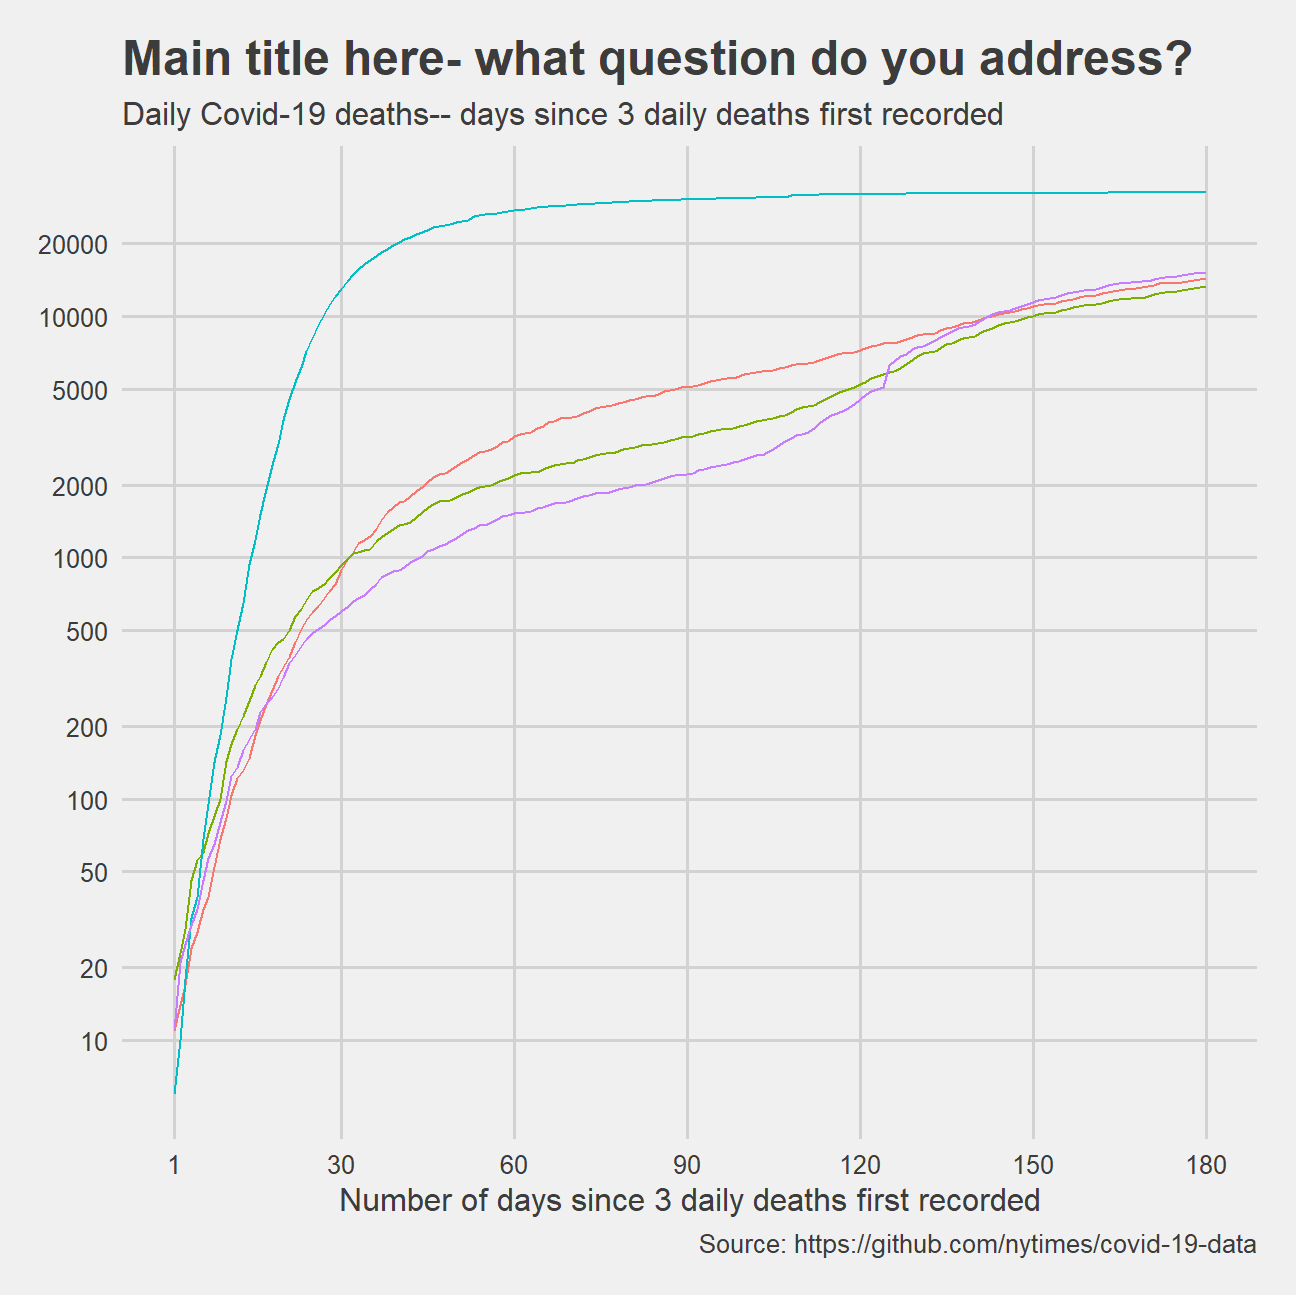 Main title here- what question do you address?
Daily Covid-19 deaths-- days since 3 daily deaths first recorded
20000
10000
5000
2000
1000
500
200
100
50
20
10
1 30 60 90 120 150 180
Number of days since 3 daily deaths first recorded
Source: https://github.com/nytimes/covid-19-data